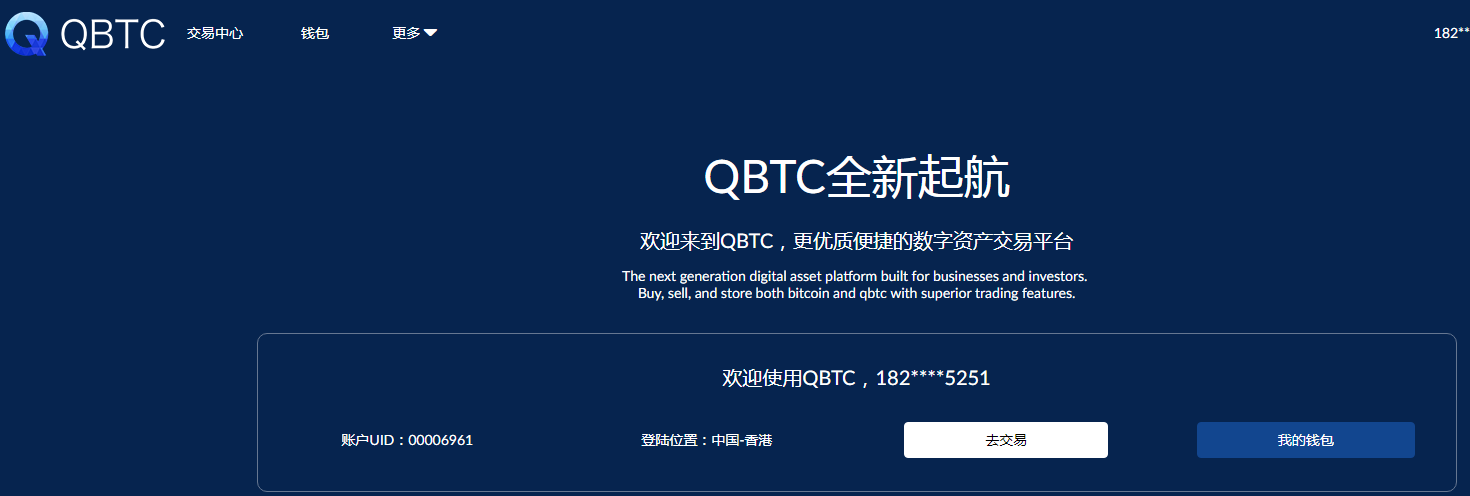 QBTC 交易中心 钱包 更多 182**
QBTC全新起航
欢迎来到QBTC，更优质便捷的数字资产交易平台
The next generation digital asset platform built for businesses and investors.
Buy, sell, and store both bitcoin and qbtc with superior trading features.
欢迎使用QBTC，182****5251
账户UID：00006961 登陆位置：中国-香港 去交易 我的钱包